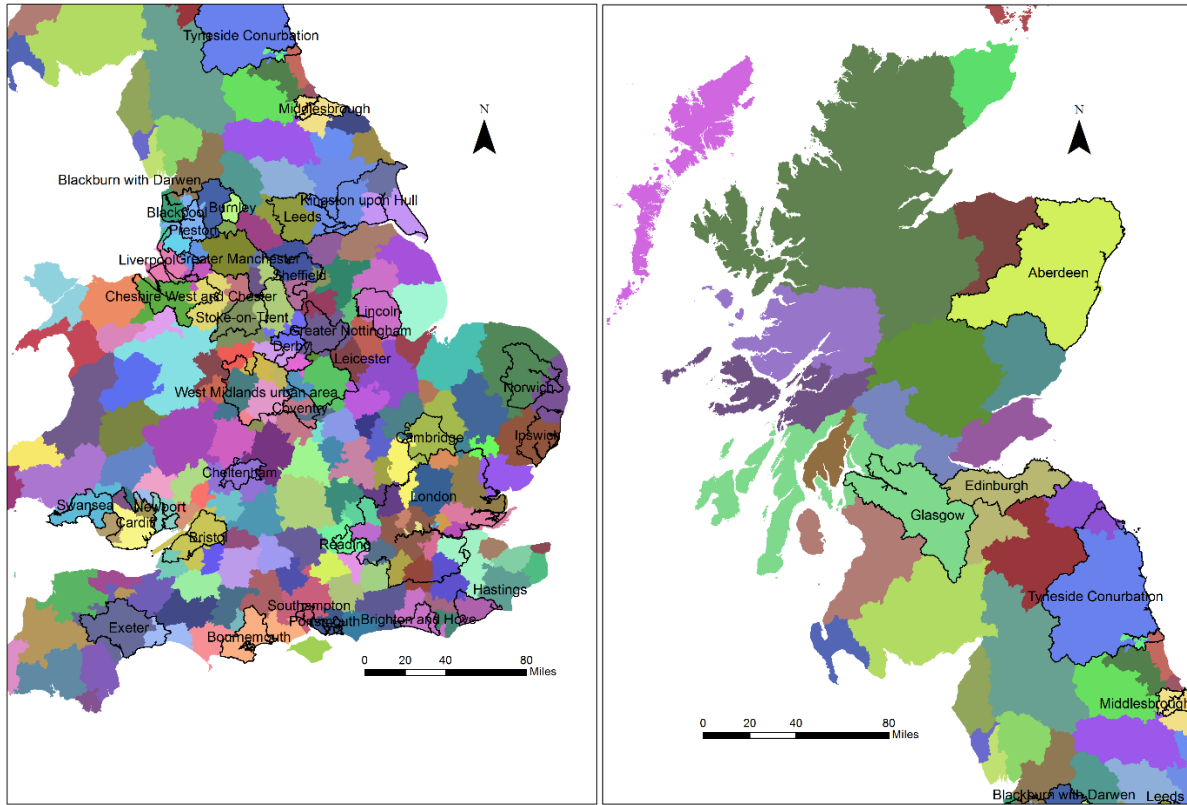 Tyneside Conurbation
Middlesbrough
N
Blackburn with Darwen
Blackpool
Burnley
Leeds
Kingston upon Hull
Preston
Liverpool
Greater Manchester
Sheffield
Cheshire West and Chester
Stoke-on-Trent
Lincoln
Greater Nottingham
Derby
Leicester
West Midlands urban area
Norwich
Coventry
Cambridge
Ipswich
Cheltenham
London
Swansea
Newport
Cardiff
Bristol
Reading
Hastings
Southampton
Portsmouth
Brighton and Hove
Exeter
Bournemouth
0 20 40 80
Miles
N
Aberdeen
Edinburgh
Glasgow
Tyneside Conurbation
Middlesbrough
0 20 40 80
Miles
Blackburn with Darwen
Leeds